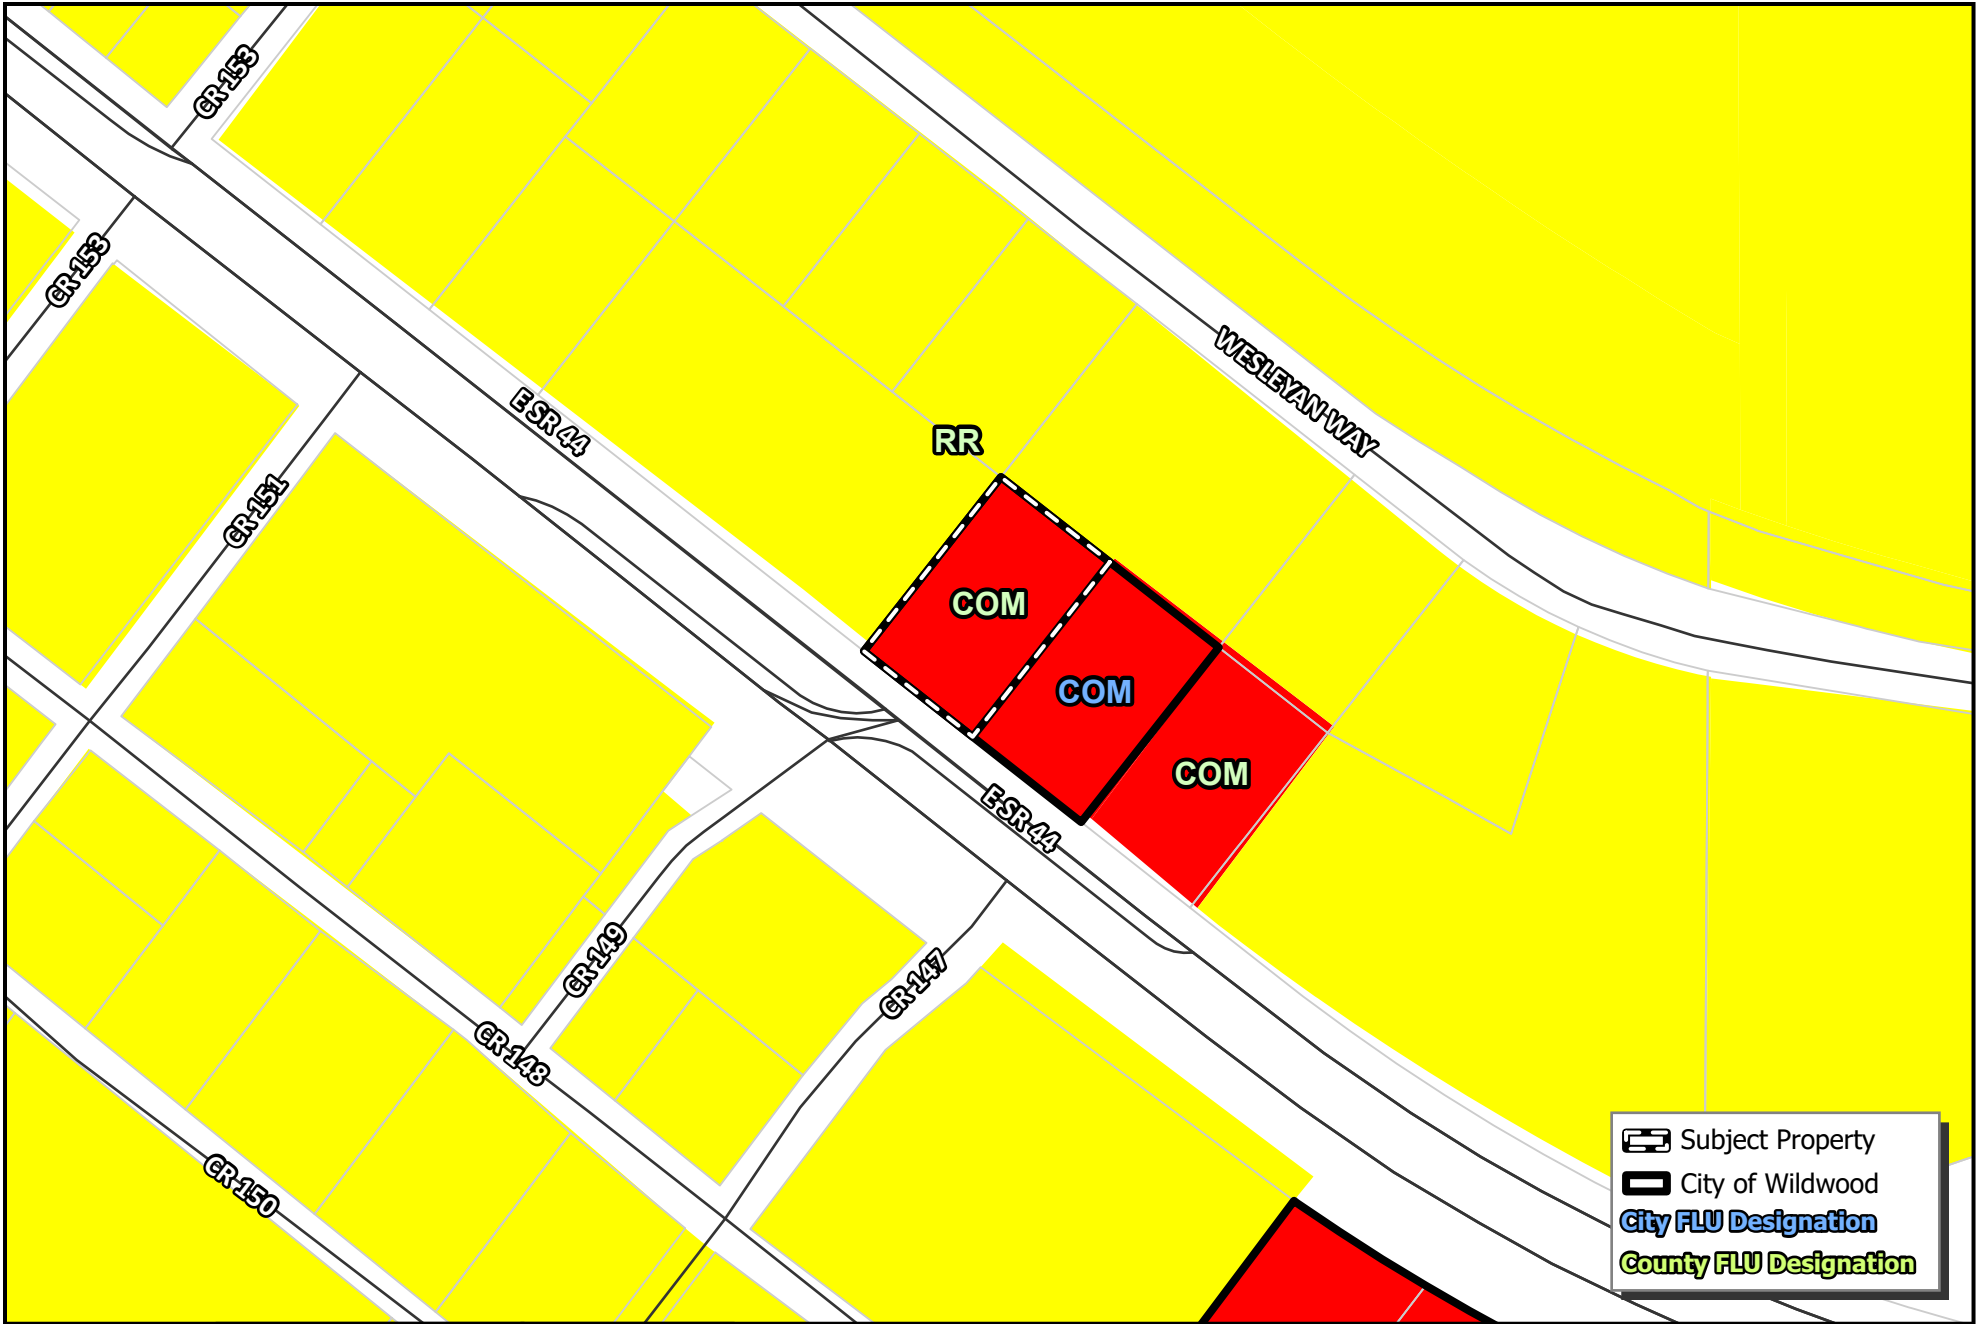 CR 153
CR 153
E SR 44
WESLEYAN WAY
RR
CR 151
COM
COM
COM
E SR 44
CR 149
CR 147
CR 148
CR 150
Subject Property
City of Wildwood
City FLU Designation
County FLU Designation